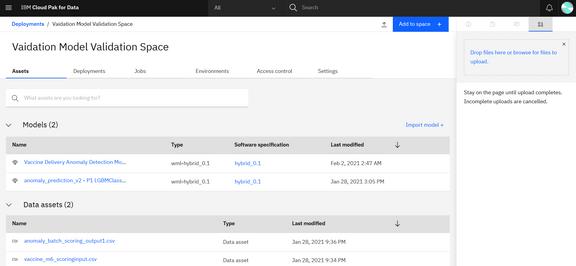 IBM Cloud Pak for Data
All
Search
Deployments / Vaidation Model Validation Space
Add to space +
Vaidation Model Validation Space
Assets Deployments Jobs Environments Access control Settings
What assets are you looking for?
Models (2)
Import model +
Name Type Software specification Last modified
Vaccine Delivery Anomaly Detection Mo... wml-hybrid_0.1 hybrid_0.1 Feb 2, 2021 2:47 AM
anomaly_prediction_v2 - P1 LGBMClass... wml-hybrid_0.1 hybrid_0.1 Jan 28, 2021 3:05 PM
Data assets (2)
Name Type Last modified
anomaly_batch_scoring_output1.csv Data asset Jan 28, 2021 9:36 PM
vaccine_m6_scoringinput.csv Data asset Jan 28, 2021 9:34 PM
Drop files here or browse for files to
upload.
Stay on the page until upload completes.
Incomplete uploads are cancelled.